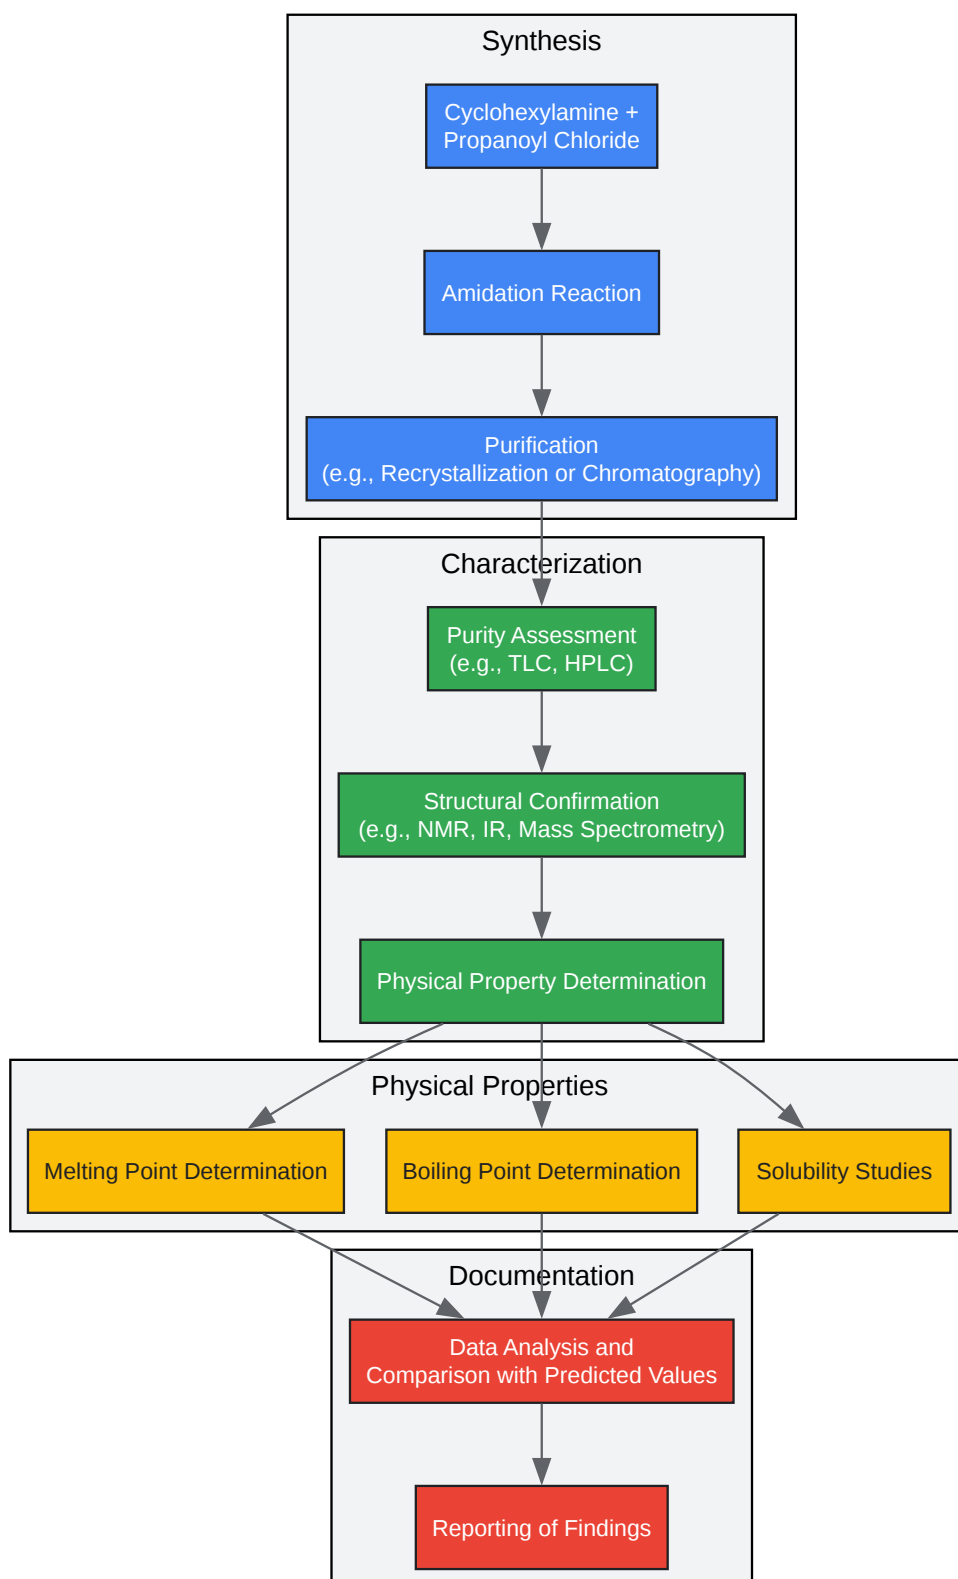 Synthesis
Cyclohexylamine +
Propanoyl Chloride
Amidation Reaction
Purification
(e.g., Recrystallization or Chromatography)
Characterization
Purity Assessment
(e.g., TLC, HPLC)
Structural Confirmation
(e.g., NMR, IR, Mass Spectrometry)
Physical Property Determination
Physical Properties
Melting Point Determination
Boiling Point Determination
Solubility Studies
Documentation
Data Analysis and
Comparison with Predicted Values
Reporting of Findings